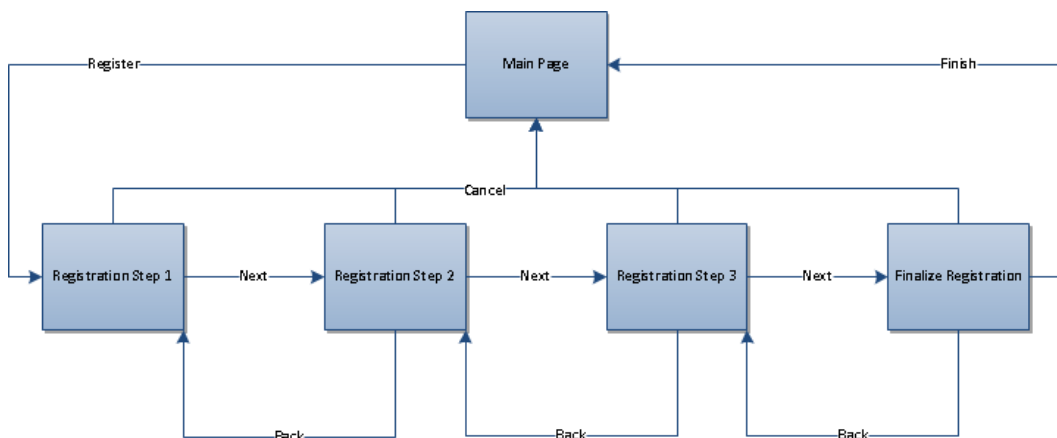 Register
Main Page
Finish
Cancel
Registration Step 1
Next
Registration Step 2
Next
Registration Step 3
Next
Finalize Registration
Back
Back
Back